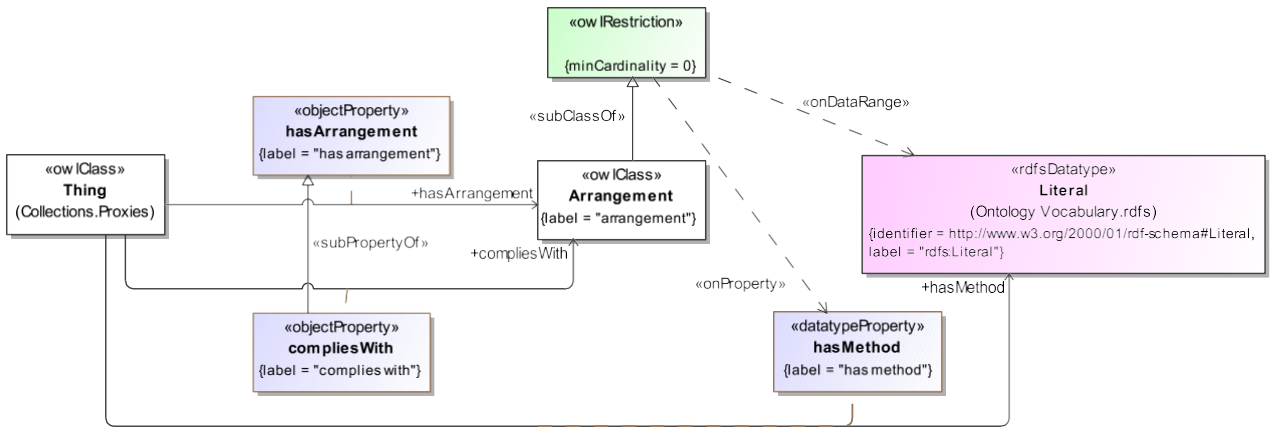 «owlRestriction»
{minCardinality = 0}
«onDataRange»
«objectProperty»
hasArrangement
{label = "has arrangement"}
«subClassOf»
«owlClass»
Thing
(Collections.Proxies)
+hasArrangement
«owlClass»
Arrangement
{label = "arrangement"}
«rdfsDatatype»
Literal
(Ontology Vocabulary.rdfs)
{identifier = http://www.w3.org/2000/01/rdf-schema#Literal,
label = "rdfs:Literal"}
«subPropertyOf»
+compliesWith
«onProperty»
+hasMethod
«objectProperty»
compliesWith
{label = "complies with"}
«datatypeProperty»
hasMethod
{label = "has method"}